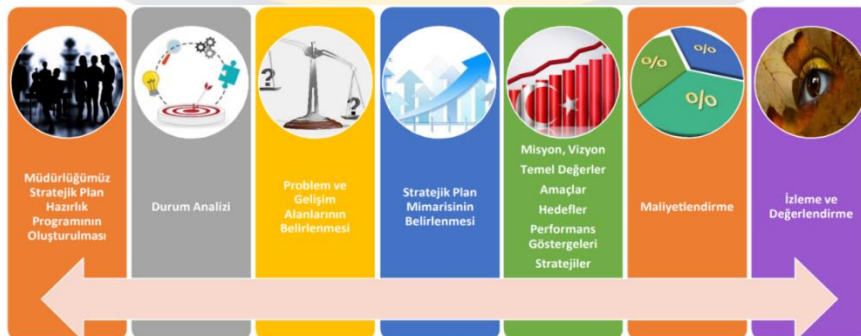 Müdürlüğümüz
Stratejik Plan
Hazırlık
Programının
Oluşturulması
Durum Analizi
?
?
Problem ve
Gelişim
Alanlarının
Belirlenmesi
Stratejik Plan
Mimarisinin
Belirlenmesi
Misyon, Vizyon
Temel Değerler
Amaçlar
Hedefler
Performans
Göstergeleri
Stratejiler
%
%
%
Maliyetlendirme
İzleme ve
Değerlendirme